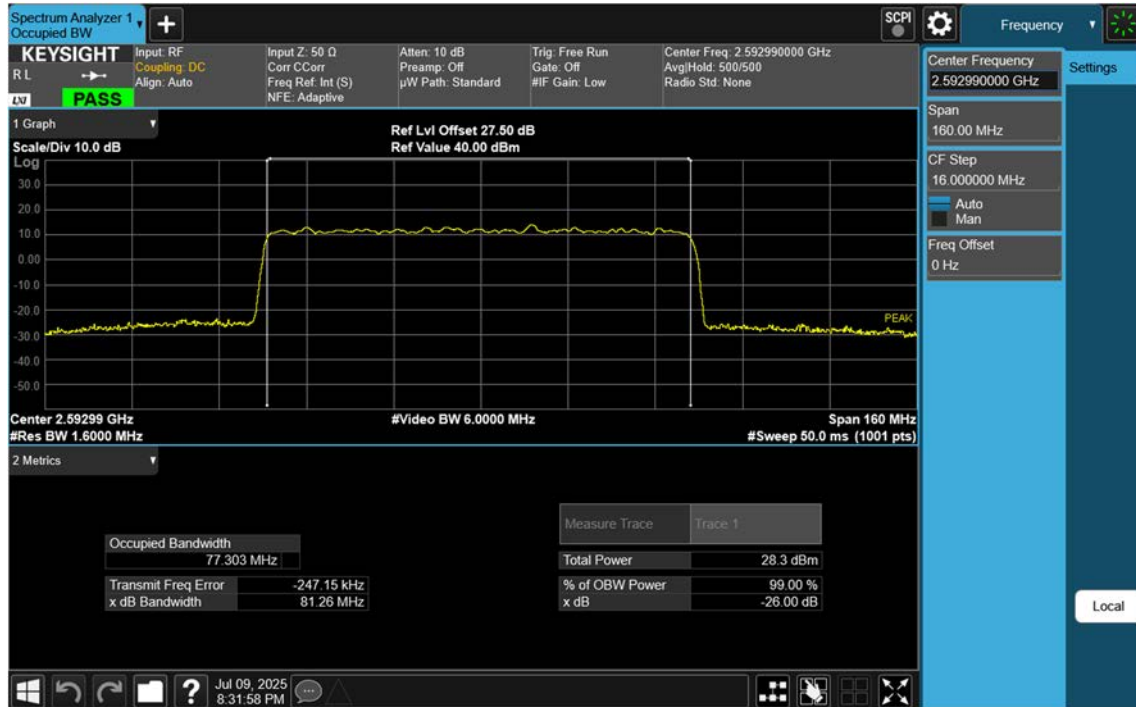 Spectrum Analyzer 1
Occupied BW
SCPI
Frequency
KEYSIGHT
R L
LXI
PASS
Input: RF
Coupling: DC
Align: Auto
Input Z: 50 Ω
Corr CCorr
Freq Ref: Int (S)
NFE: Adaptive
Atten: 10 dB
Preamp: Off
µW Path: Standard
Trig: Free Run
Gate: Off
#IF Gain: Low
Center Freq: 2.592990000 GHz
Avg|Hold: 500/500
Radio Std: None
Center Frequency
2.592990000 GHz
Settings
Span
160.00 MHz
CF Step
16.000000 MHz
Auto
Man
Freq Offset
0 Hz
Local
1 Graph
Scale/Div 10.0 dB
Ref Lvl Offset 27.50 dB
Ref Value 40.00 dBm
Log
30.0
20.0
10.0
0.00
-10.0
-20.0
-30.0
-40.0
-50.0
PEAK
Center 2.59299 GHz
#Video BW 6.0000 MHz
Span 160 MHz
#Res BW 1.6000 MHz
#Sweep 50.0 ms (1001 pts)
2 Metrics
Measure Trace Trace 1
Occupied Bandwidth
77.303 MHz
Total Power 28.3 dBm
Transmit Freq Error -247.15 kHz
% of OBW Power 99.00 %
x dB Bandwidth 81.26 MHz
x dB -26.00 dB
?
Jul 09, 2025
8:31:58 PM